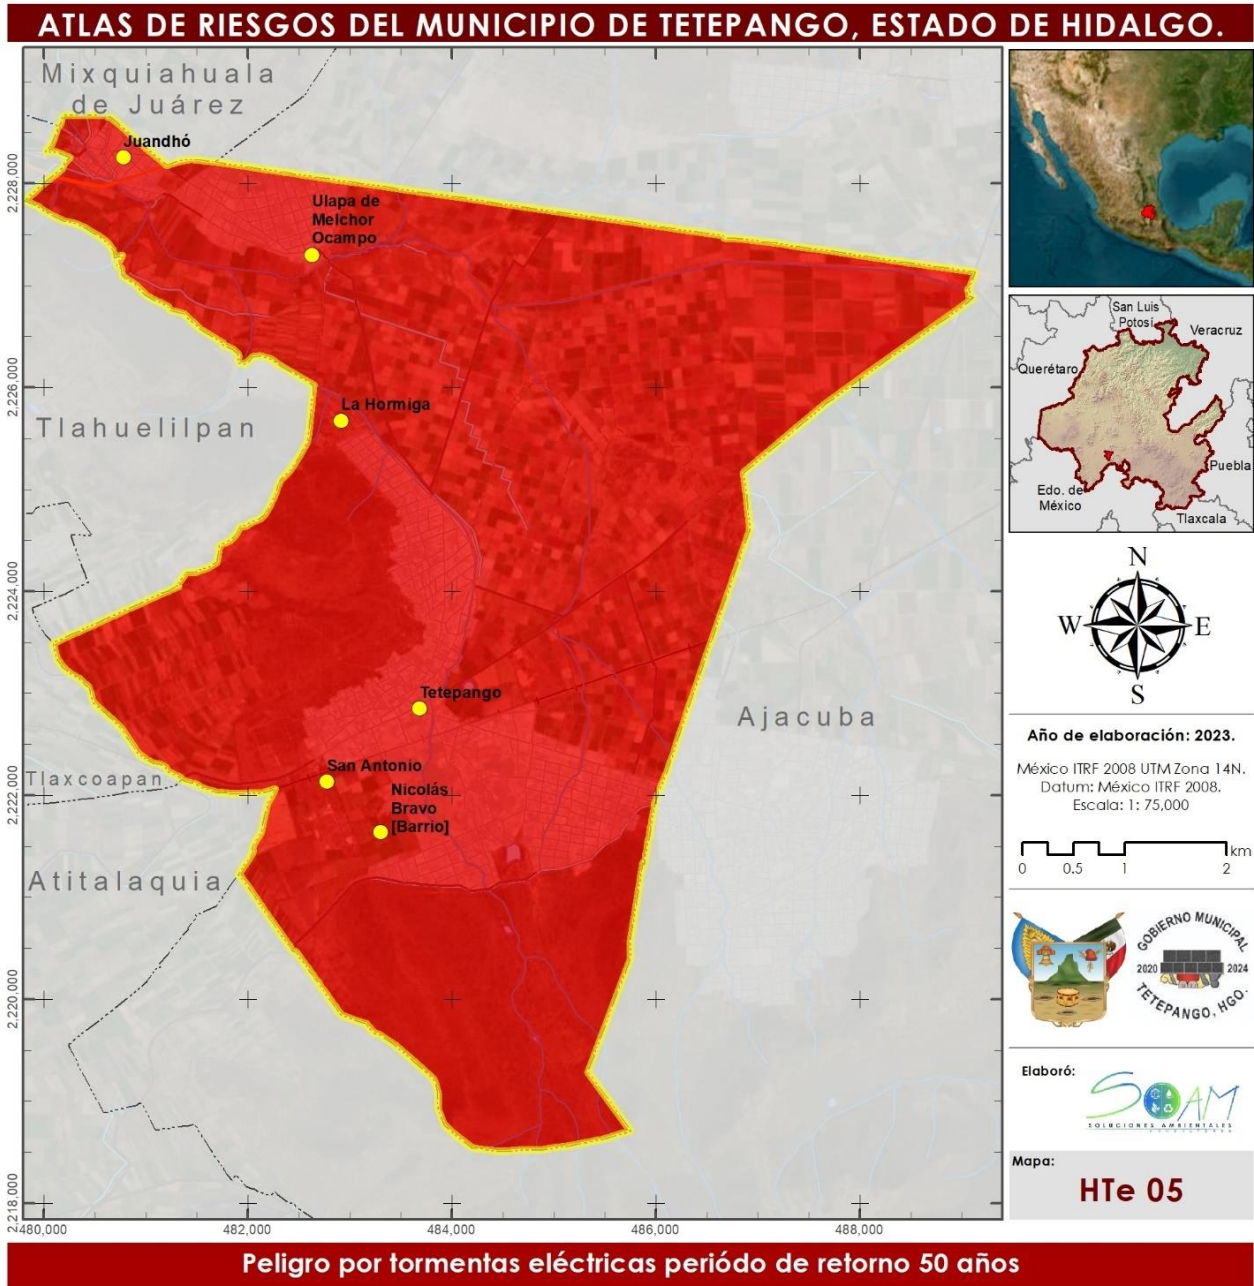 ATLAS DE RIESGOS DEL MUNICIPIO DE TETEPANGO, ESTADO DE HIDALGO.
Mixquiahuala
de Juárez
Juandhó
Ulapa de
Melchor
Ocampo
La Hormiga
Tlahuelilpan
Tetepango
Ajacuba
San Antonio
Nicolás
Bravo
[Barrio]
Tlaxcoapan
Atitalaquia
2,228,000
2,226,000
2,224,000
2,222,000
2,220,000
2,218,000
480,000
482,000
484,000
486,000
488,000
San Luis
Potosí
Veracruz
Querétaro
Puebla
Edo. de
México
Tlaxcala
N
W E
S
Año de elaboración: 2023.
México ITRF 2008 UTM Zona 14N.
Datum: México ITRF 2008.
Escala: 1: 75,000
km
0 0.5 1 2
GOBIERNO MUNICIPAL
2020 2024
TETEPANGO, HGO.
Elaboró:
SOAM
SOLUCIONES AMBIENTALES
Mapa:
HTe 05
Peligro por tormentas eléctricas periódo de retorno 50 años